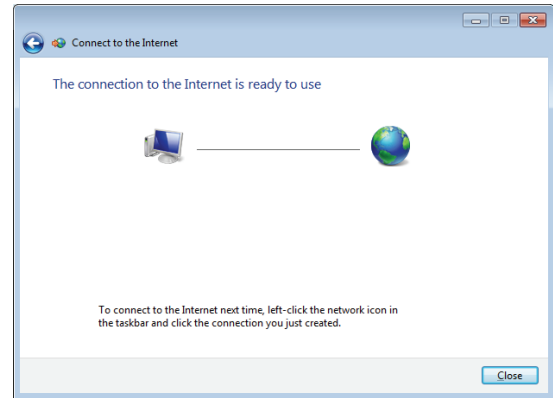 Connect to the Internet
The connection to the Internet is ready to use
To connect to the Internet next time, left-click the network icon in
the taskbar and click the connection you just created.
Close